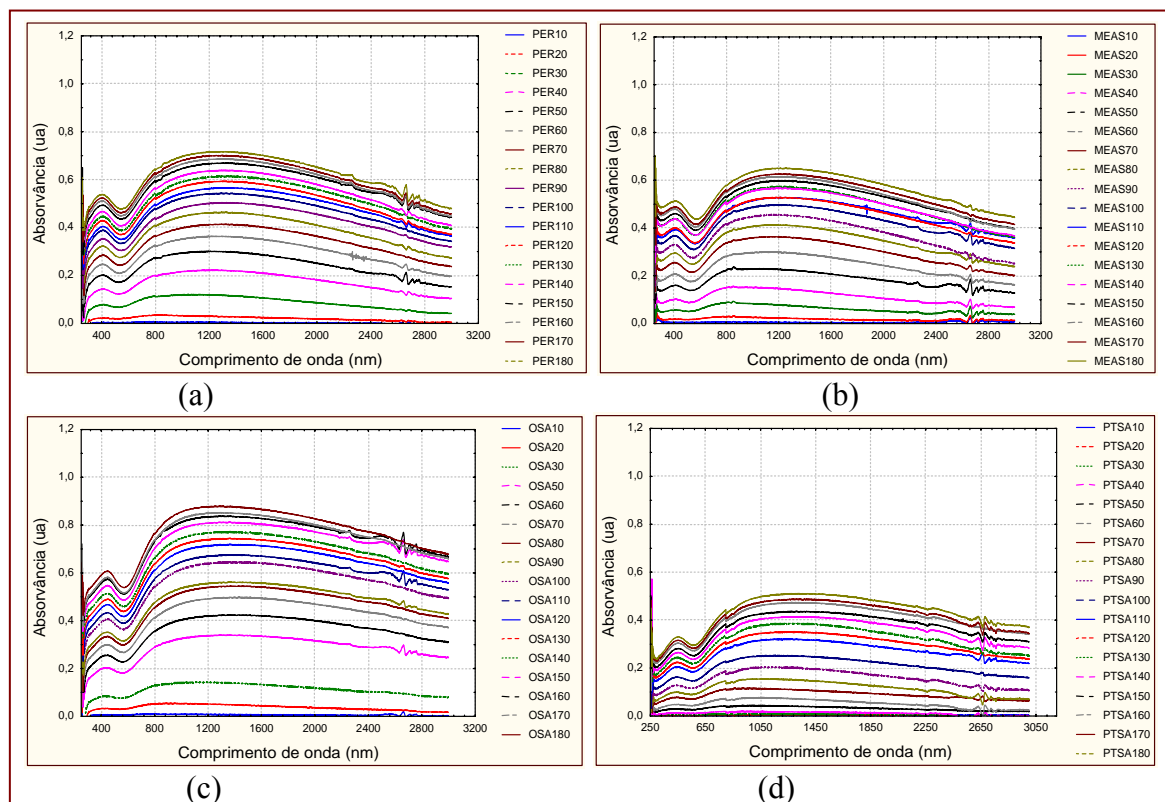 1,2
1,0
0,8
0,6
0,4
0,2
0,0
Absorvância (ua)
400 800 1200 1600 2000 2400 2800 3200
Comprimento de onda (nm)
PER10
PER20
PER30
PER40
PER50
PER60
PER70
PER80
PER90
PER100
PER110
PER120
PER130
PER140
PER150
PER160
PER170
PER180
(a)
1,2
1,0
0,8
0,6
0,4
0,2
0,0
Absorvância (ua)
400 800 1200 1600 2000 2400 2800 3200
Comprimento de onda (nm)
MEAS10
MEAS20
MEAS30
MEAS40
MEAS50
MEAS60
MEAS70
MEAS80
MEAS90
MEAS100
MEAS110
MEAS120
MEAS130
MEAS140
MEAS150
MEAS160
MEAS170
MEAS180
(b)
1,2
1,0
0,8
0,6
0,4
0,2
0,0
Absorvância (ua)
400 800 1200 1600 2000 2400 2800 3200
Comprimento de onda (nm)
OSA10
OSA20
OSA30
OSA50
OSA60
OSA70
OSA80
OSA90
OSA100
OSA110
OSA120
OSA130
OSA140
OSA150
OSA160
OSA170
OSA180
(c)
1,2
1,0
0,8
0,6
0,4
0,2
0,0
Absorvância (ua)
250 650 1050 1450 1850 2250 2650 3050
Comprimento de onda (nm)
PTSA10
PTSA20
PTSA30
PTSA40
PTSA50
PTSA60
PTSA70
PTSA80
PTSA90
PTSA100
PTSA110
PTSA120
PTSA130
PTSA140
PTSA150
PTSA160
PTSA170
PTSA180
(d)